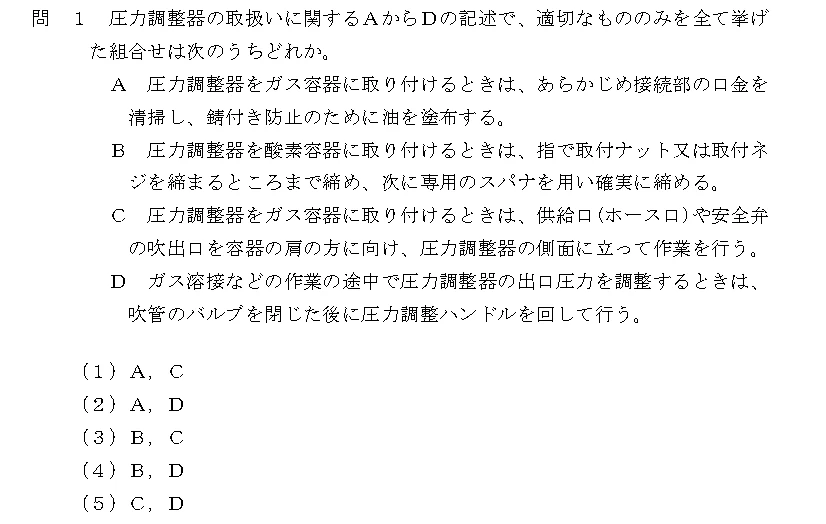 問　１　圧力調整器の取扱いに関するＡからＤの記述で、適切なもののみを全て挙げ
た組合せは次のうちどれか。
Ａ　圧力調整器をガス容器に取り付けるときは、あらかじめ接続部の口金を
清掃し、錆付き防止のために油を塗布する。
Ｂ　圧力調整器を酸素容器に取り付けるときは、指で取付ナット又は取付ネ
ジを締まるところまで締め、次に専用のスパナを用い確実に締める。
Ｃ　圧力調整器をガス容器に取り付けるときは、供給口(ホース口)や安全弁
の吹出口を容器の肩の方に向け、圧力調整器の側面に立って作業を行う。
Ｄ　ガス溶接などの作業の途中で圧力調整器の出口圧力を調整するときは、
吹管のバルブを閉じた後に圧力調整ハンドルを回して行う。
(１) Ａ，Ｃ
(２) Ａ，Ｄ
(３) Ｂ，Ｃ
(４) Ｂ，Ｄ
(５) Ｃ，Ｄ